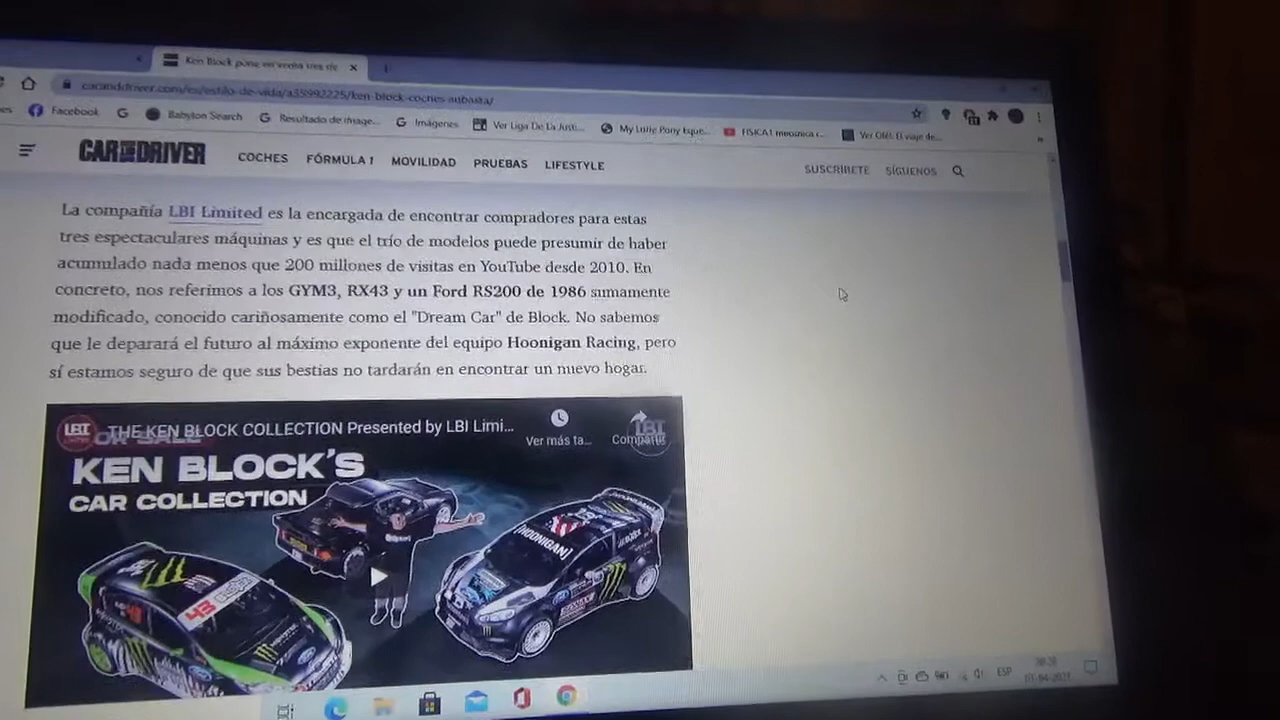 Ken Block pone en venta tres de
caranddriver.com/es/estilo-de-vida/a35992225/ken-block-coches-subasta/
Facebook
Babylon Search
Resultado de image...
Imágenes
Ver Liga De La Justi...
My Little Pony Eque...
Ver
CAR AND DRIVER
COCHES
FÓRMULA 1
MOVILIDAD
PRUEBAS
LIFESTYLE
SUSCRÍBETE
SÍGUENOS
La compañía LBI Limited es la encargada de encontrar compradores para estas
tres espectaculares máquinas y es que el trío de modelos puede presumir de haber
acumulado nada menos que 200 millones de visitas en YouTube desde 2010. En
concreto, nos referimos a los GYM3, RX43 y un Ford RS200 de 1986 sumamente
modificado, conocido cariñosamente como el "Dream Car" de Block. No sabemos
que le deparará el futuro al máximo exponente del equipo Hoonigan Racing, pero
sí estamos seguro de que sus bestias no tardarán en encontrar un nuevo hogar.
LBI
THE KEN BLOCK COLLECTION Presented by LBI Limi...
Ver más ta...
Compartir
LBI
KEN BLOCK'S
CAR COLLECTION
HOONIGAN
43
43
Ford
ESP